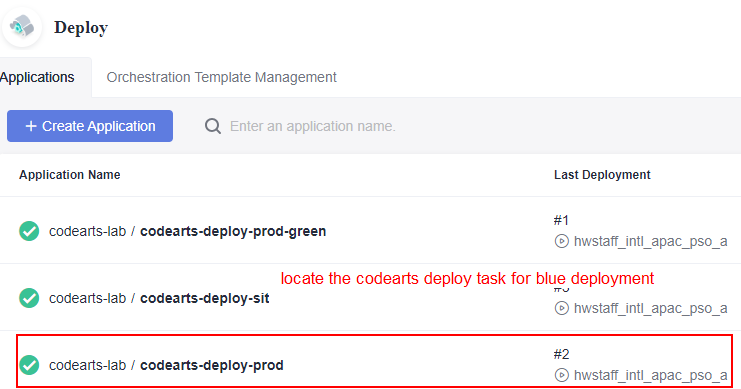 Deploy
Applications
Orchestration Template Management
+ Create Application
Enter an application name.
Application Name
Last Deployment
codearts-lab / codearts-deploy-prod-green
#1
hwstaff_intl_apac_pso_a
locate the codearts deploy task for blue deployment
codearts-lab / codearts-deploy-sit
hwstaff_intl_apac_pso_a
codearts-lab / codearts-deploy-prod
#2
hwstaff_intl_apac_pso_a